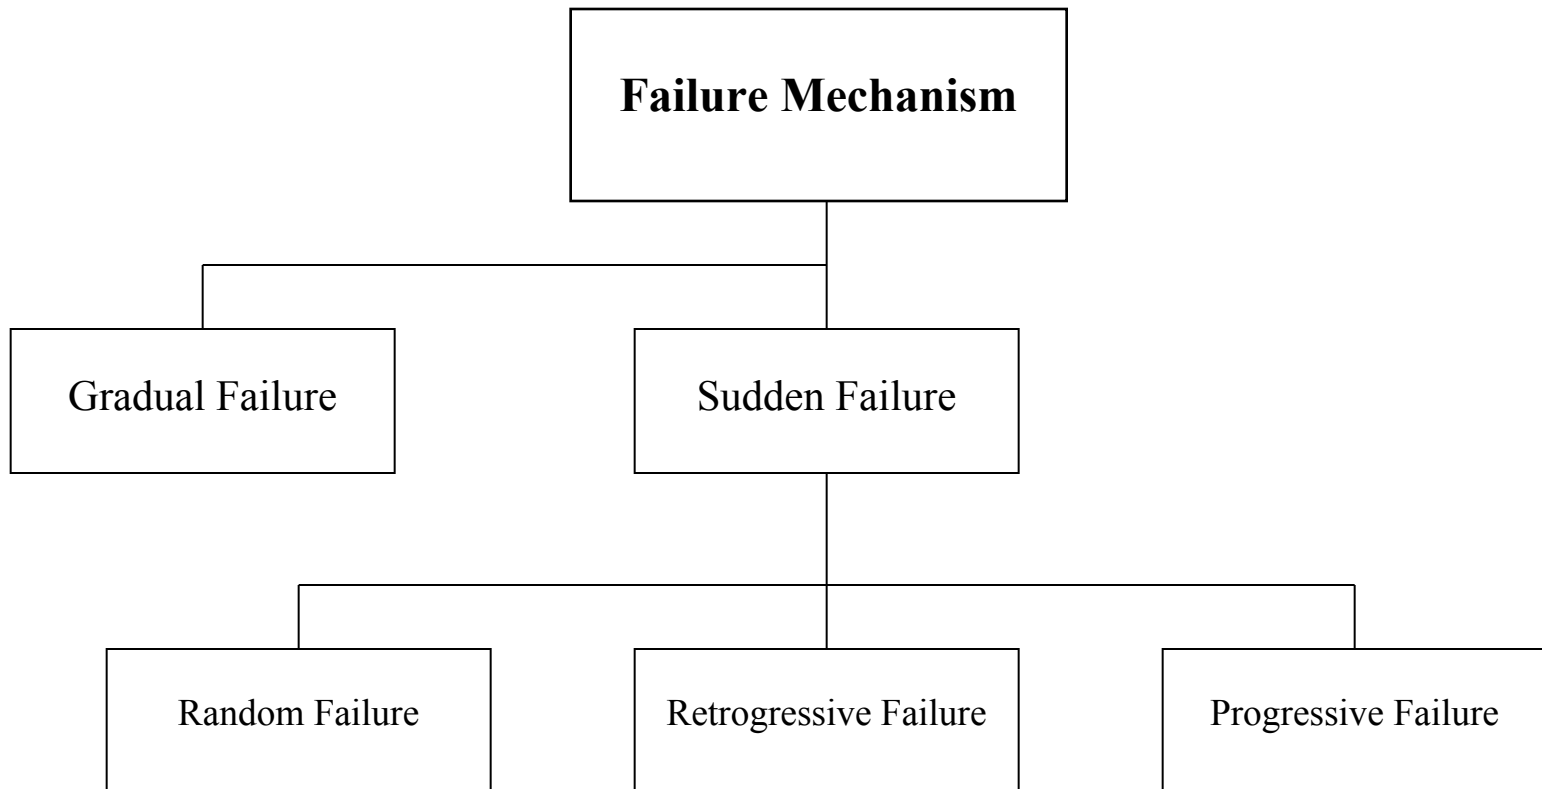 Failure Mechanism
Gradual Failure
Sudden Failure
Random Failure
Retrogressive Failure
Progressive Failure